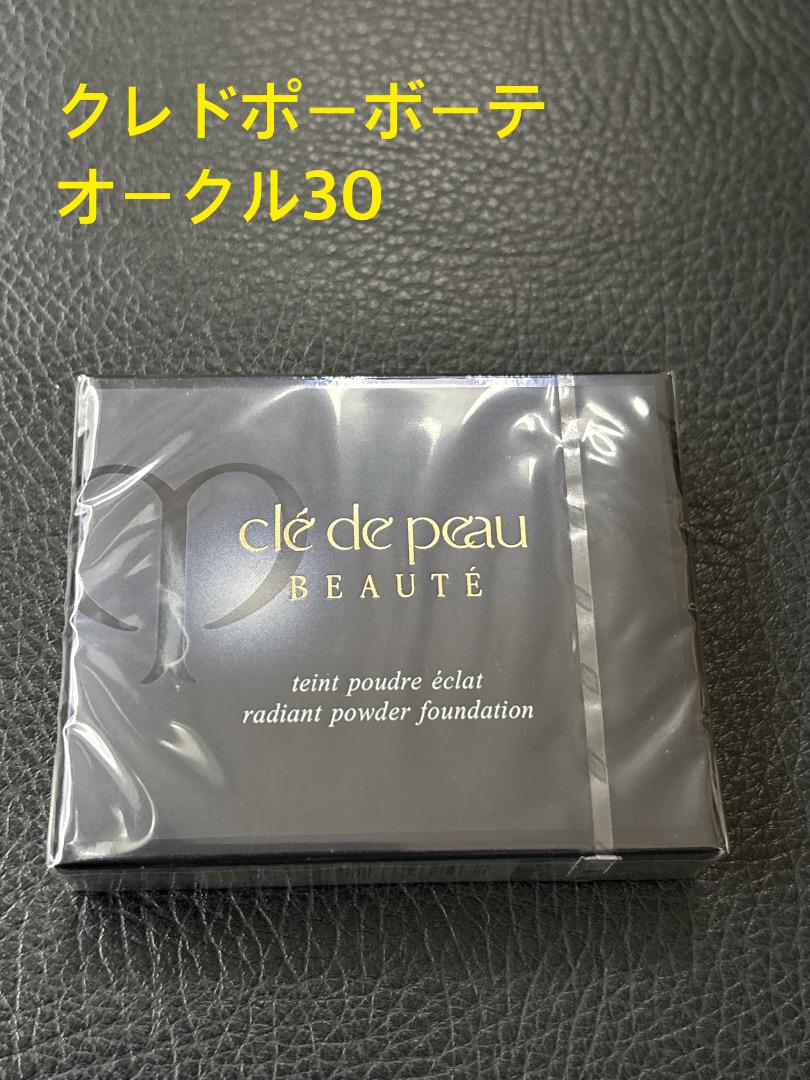 クレドポーボーテ
オークル30
clé de peau
BEAUTÉ
teint poudre éclat
radiant powder foundation